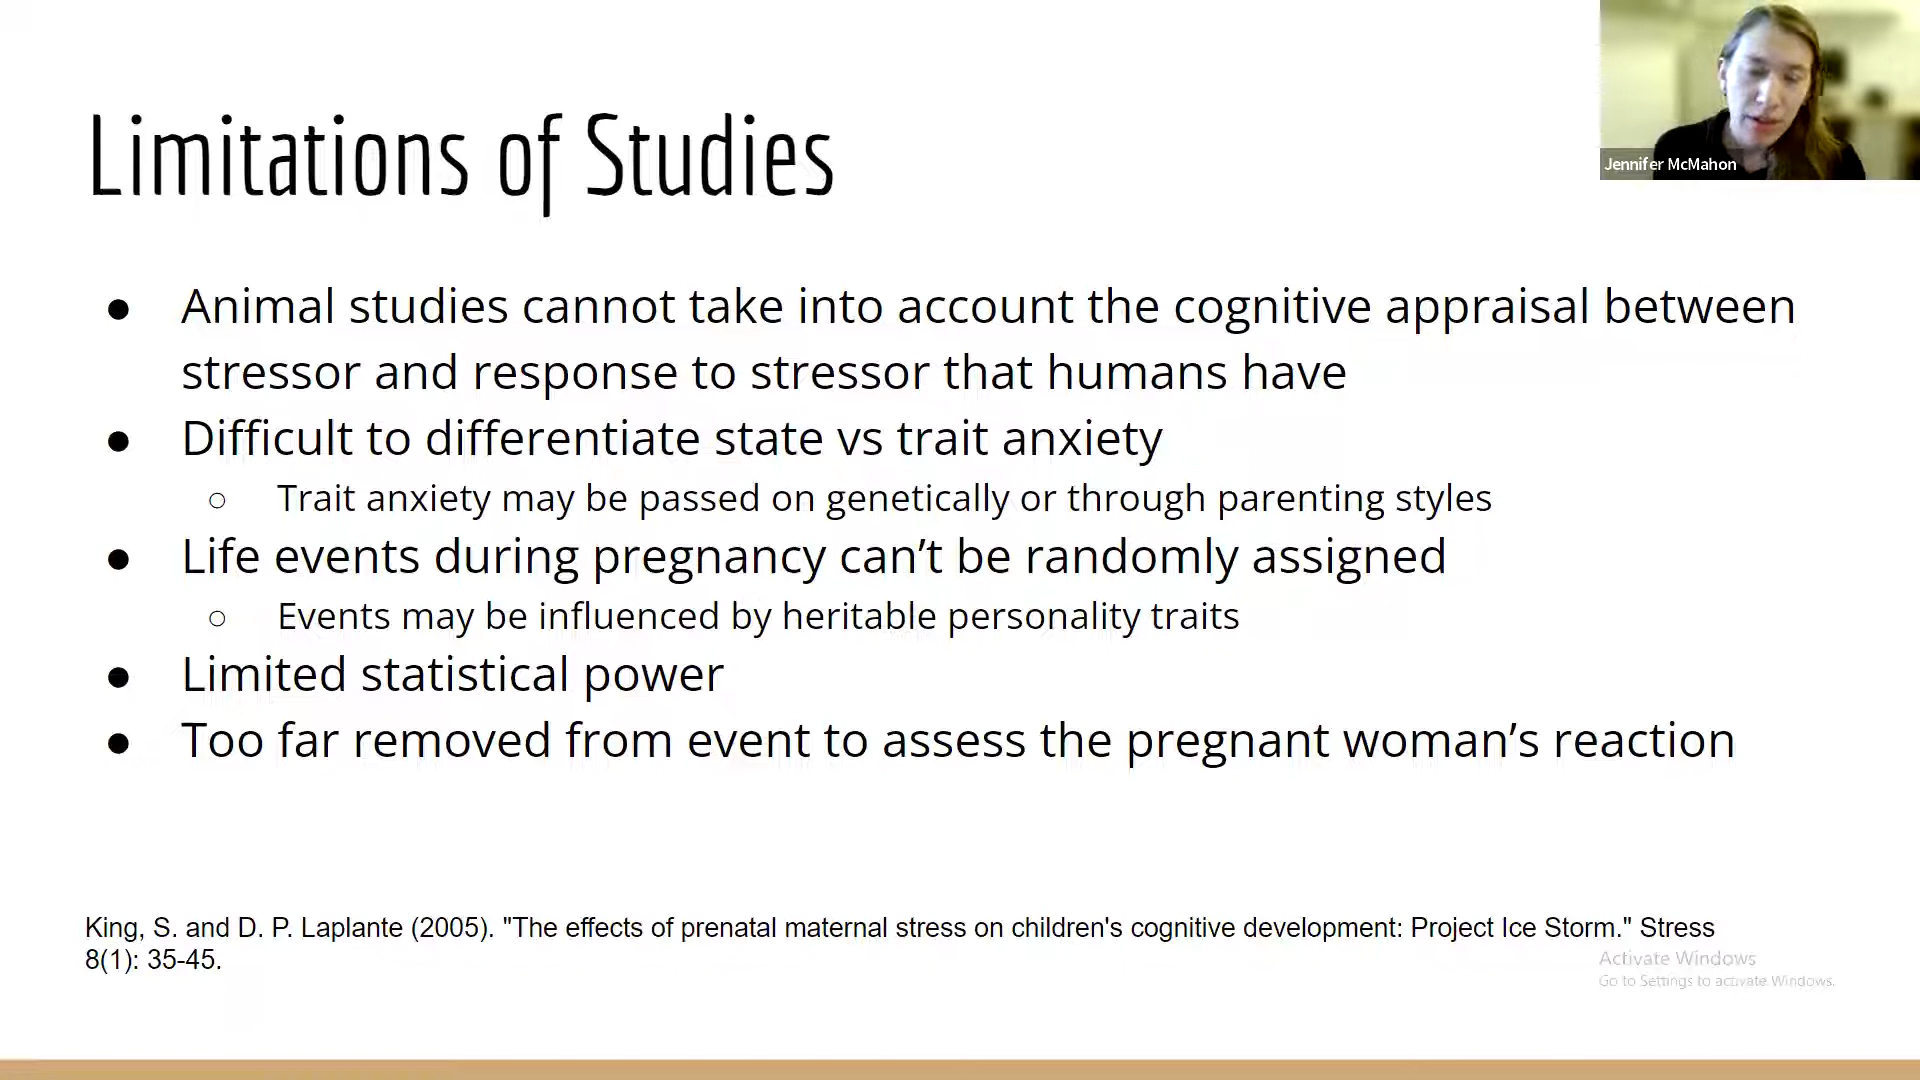 Jennifer McMahon
Limitations of Studies
● Animal studies cannot take into account the cognitive appraisal between
stressor and response to stressor that humans have
● Difficult to differentiate state vs trait anxiety
○ Trait anxiety may be passed on genetically or through parenting styles
● Life events during pregnancy can’t be randomly assigned
○ Events may be influenced by heritable personality traits
● Limited statistical power
● Too far removed from event to assess the pregnant woman’s reaction
King, S. and D. P. Laplante (2005). "The effects of prenatal maternal stress on children's cognitive development: Project Ice Storm." Stress
8(1): 35-45.
Activate Windows
Go to Settings to activate Windows.